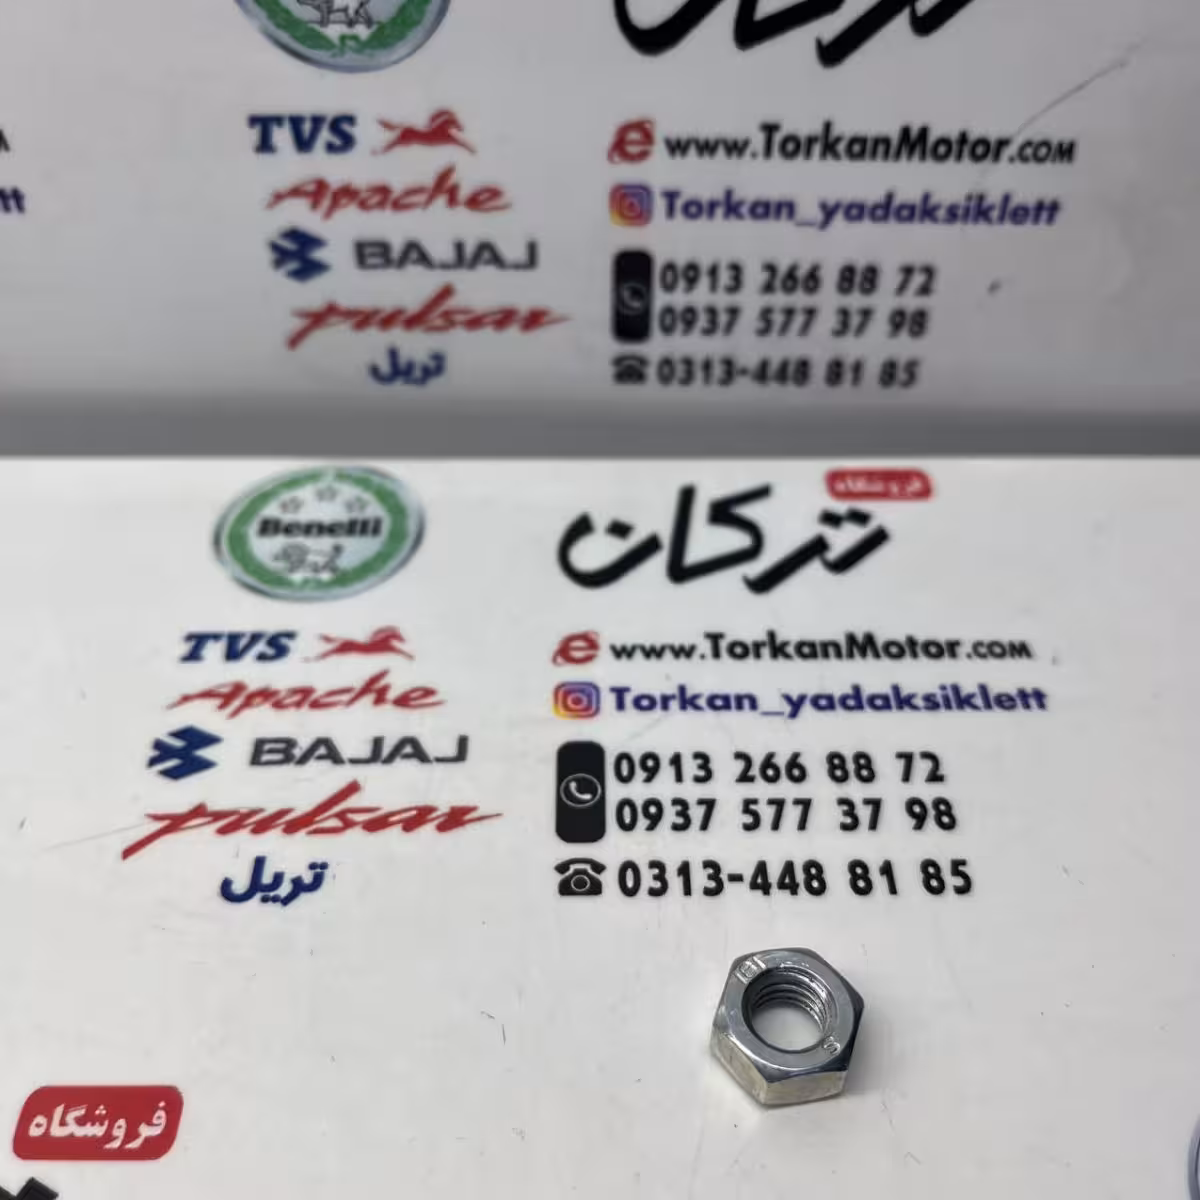 TVS
Apache
BAJAJ
pulsar
تریل
www.TorkanMotor.com
Torkan_yadaksiklett
0913 266 88 72
0937 577 37 98
0313-448 81 85
Benelli
TVS
Apache
BAJAJ
pulsar
تریل
فروشگاه
ترکان
www.TorkanMotor.com
Torkan_yadaksiklett
0913 266 88 72
0937 577 37 98
0313-448 81 85
فروشگاه